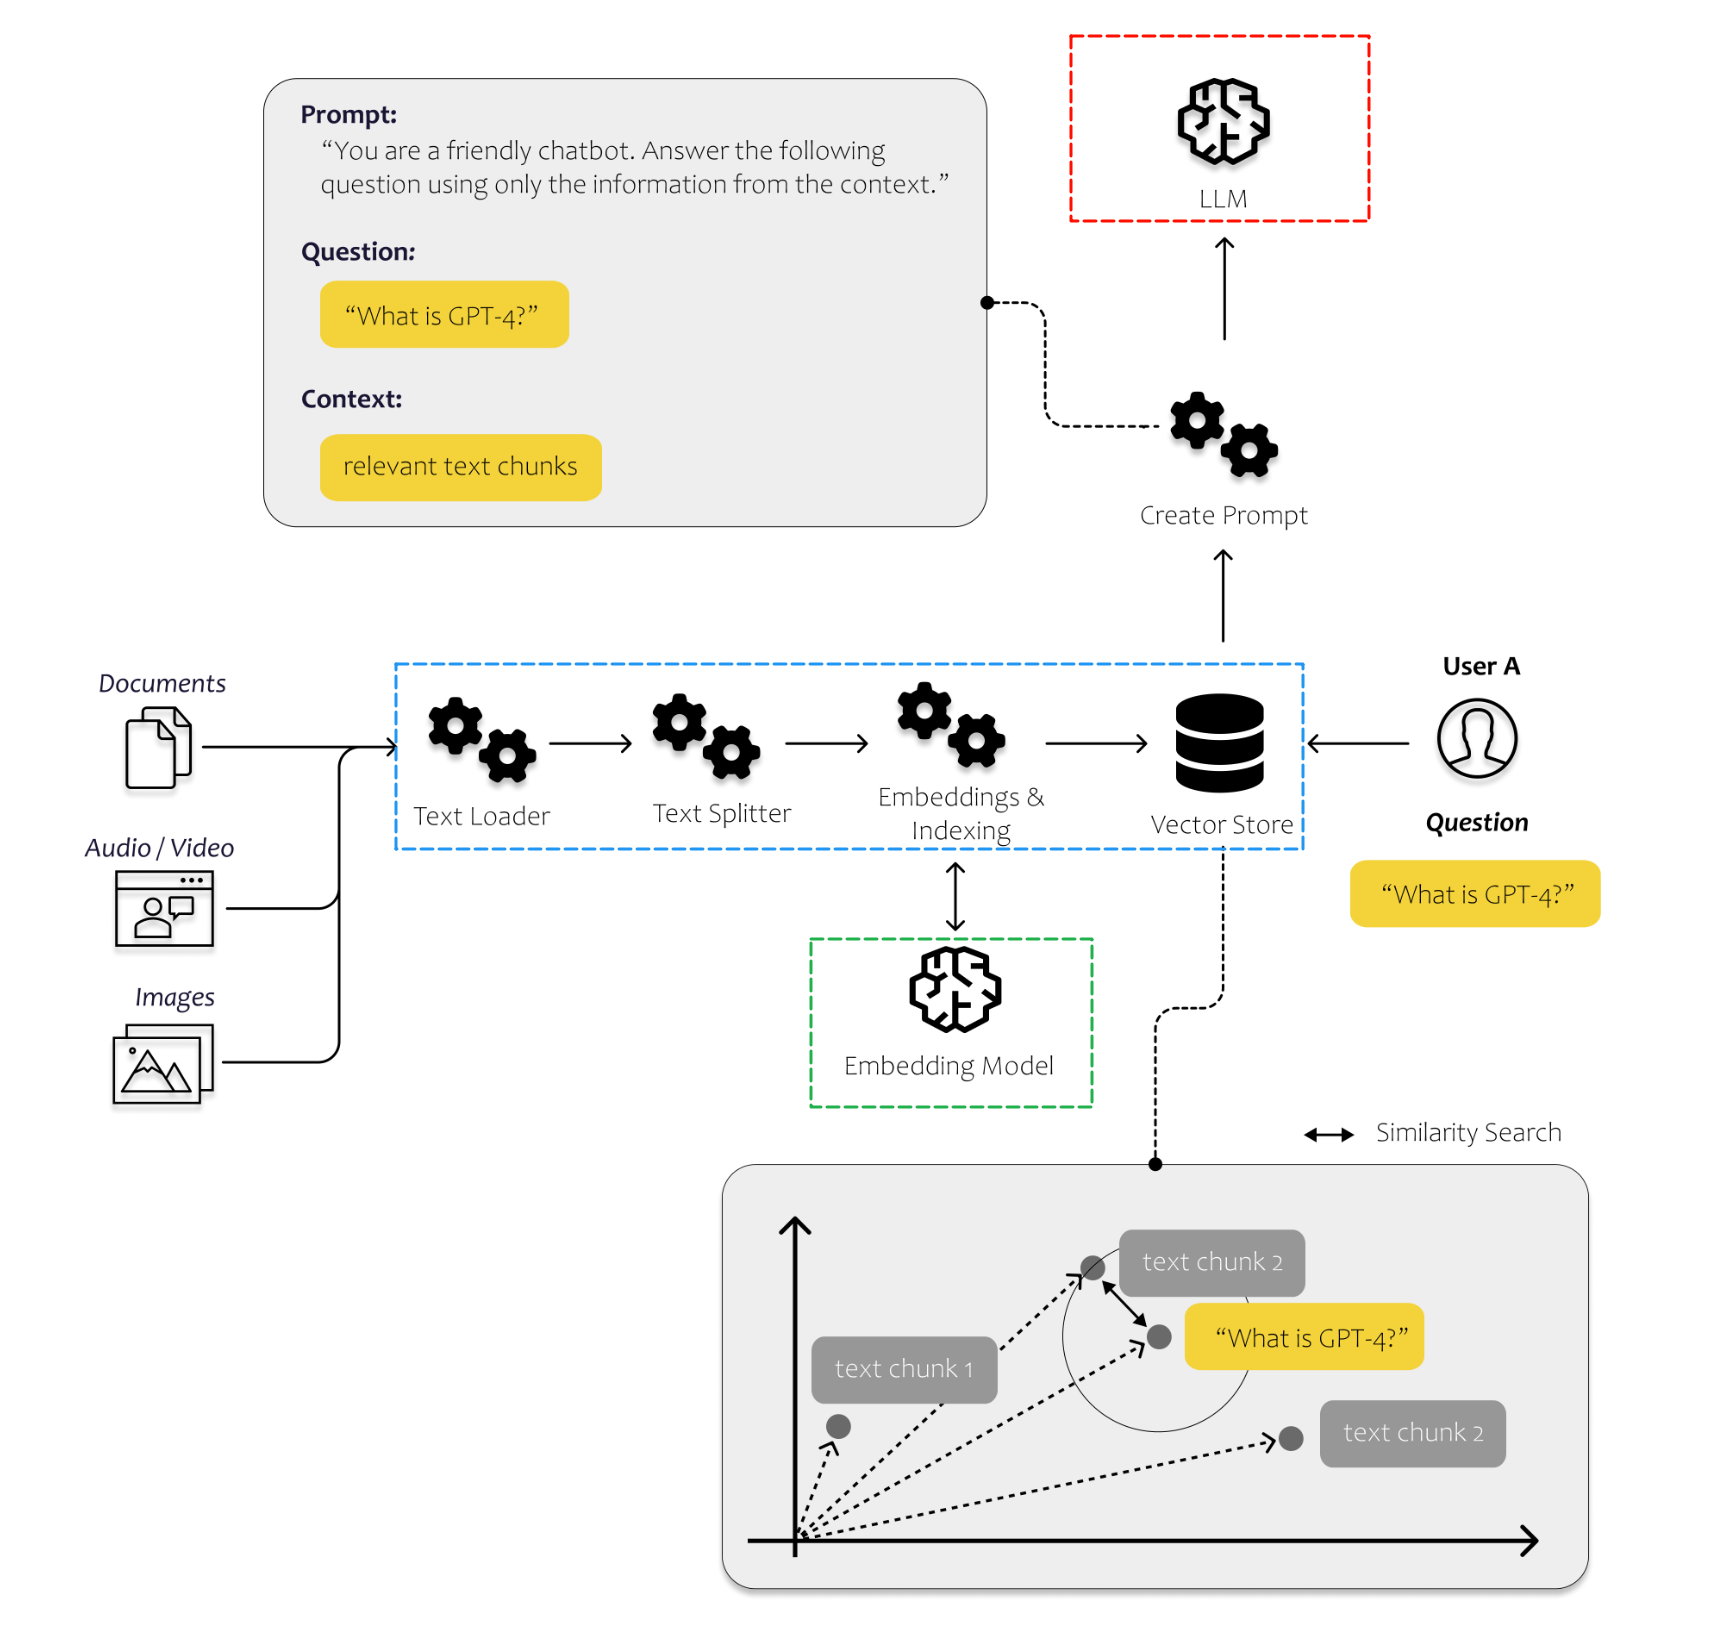 Prompt:
“You are a friendly chatbot. Answer the following
question using only the information from the context.”
Question:
“What is GPT-4?”
Context:
relevant text chunks
LLM
Create Prompt
Documents
Audio / Video
Images
Text Loader
Text Splitter
Embeddings &
Indexing
Vector Store
User A
Question
“What is GPT-4?”
Embedding Model
Similarity Search
text chunk 2
“What is GPT-4?”
text chunk 1
text chunk 2